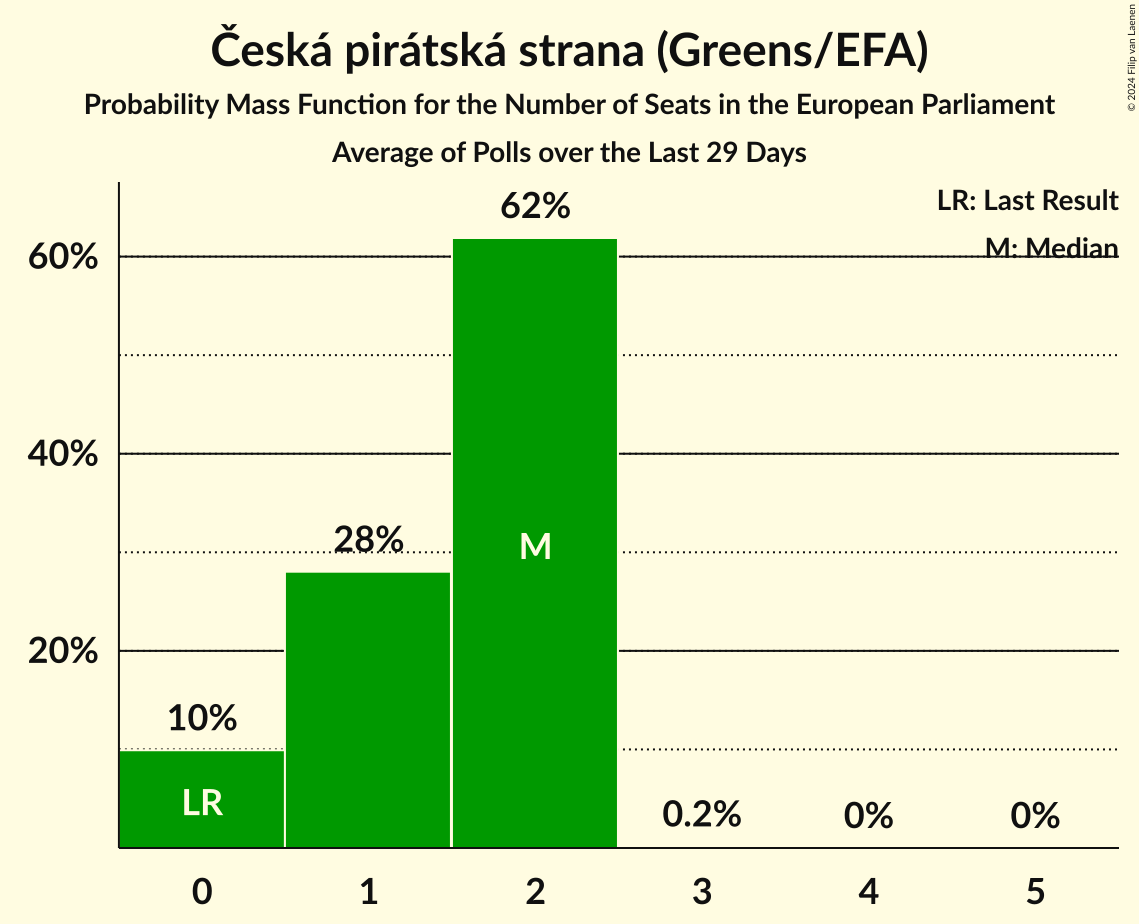 Česká pirátská strana (Greens/EFA)
Probability Mass Function for the Number of Seats in the European Parliament
Average of Polls over the Last 29 Days
© 2024 Filip van Laenen
LR: Last Result
M: Median
62%
60%
40%
28%
M
20%
10%
LR
0.2%
0%
0%
0
1
2
3
4
5